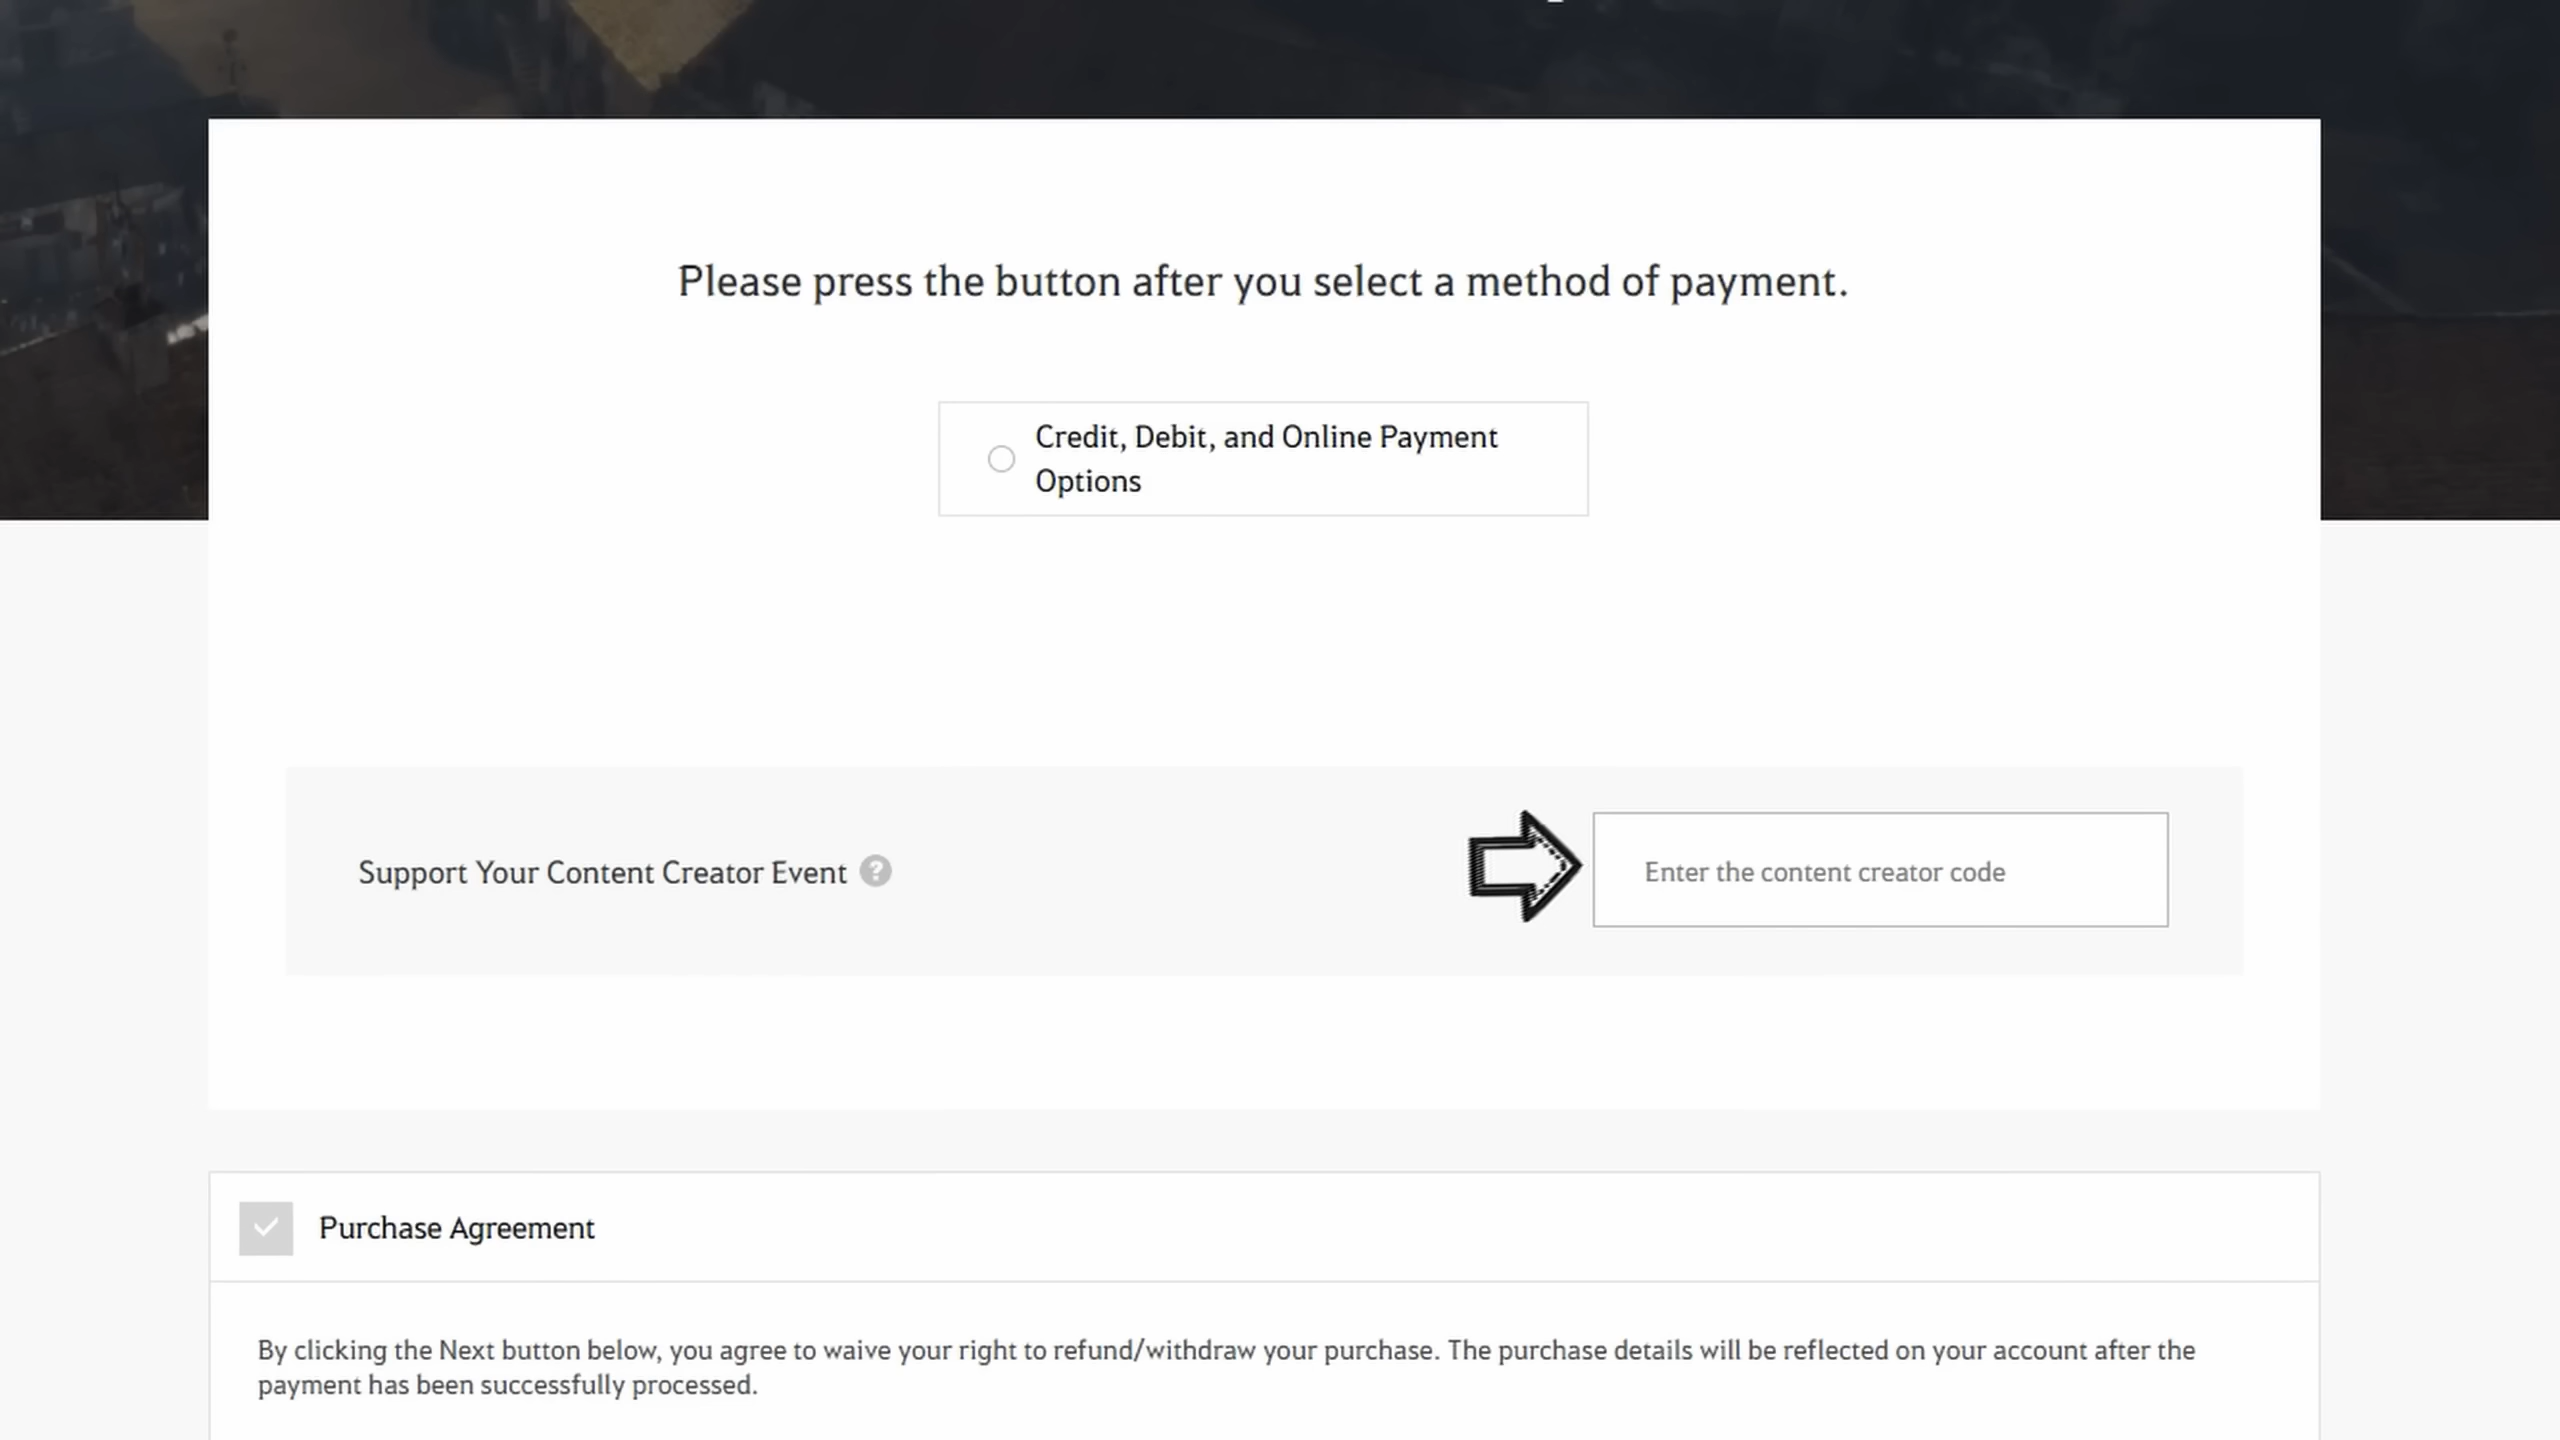 Please press the button after you select a method of payment.
Credit, Debit, and Online Payment
Options
Support Your Content Creator Event ?
Enter the content creator code
Purchase Agreement
By clicking the Next button below, you agree to waive your right to refund/withdraw your purchase. The purchase details will be reflected on your account after the
payment has been successfully processed.